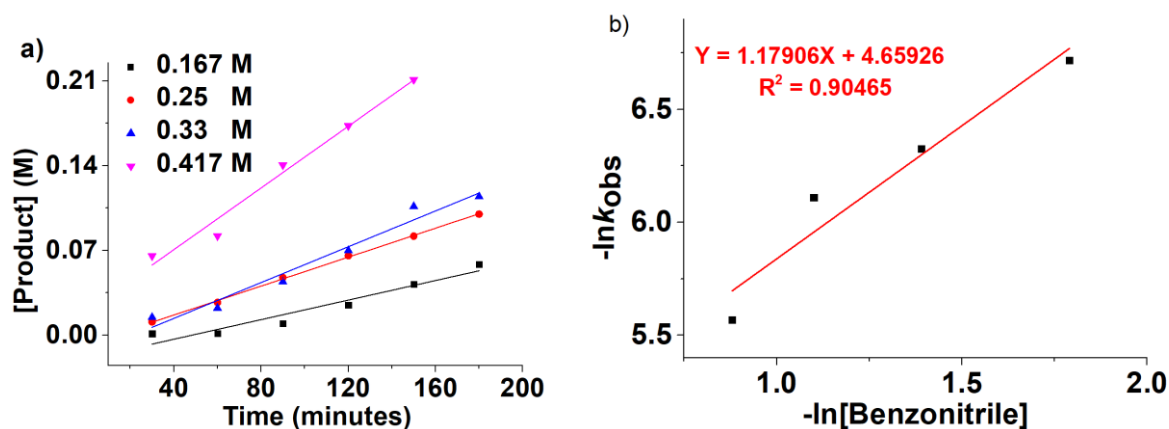 a)
0.167 M
0.25 M
0.33 M
0.417 M
[Product] (M)
0.21
0.14
0.07
0.00
40 80 120 160 200
Time (minutes)
b)
Y = 1.17906X + 4.65926
R² = 0.90465
-lnkobs
6.5
6.0
5.5
1.0 1.5 2.0
-ln[Benzonitrile]